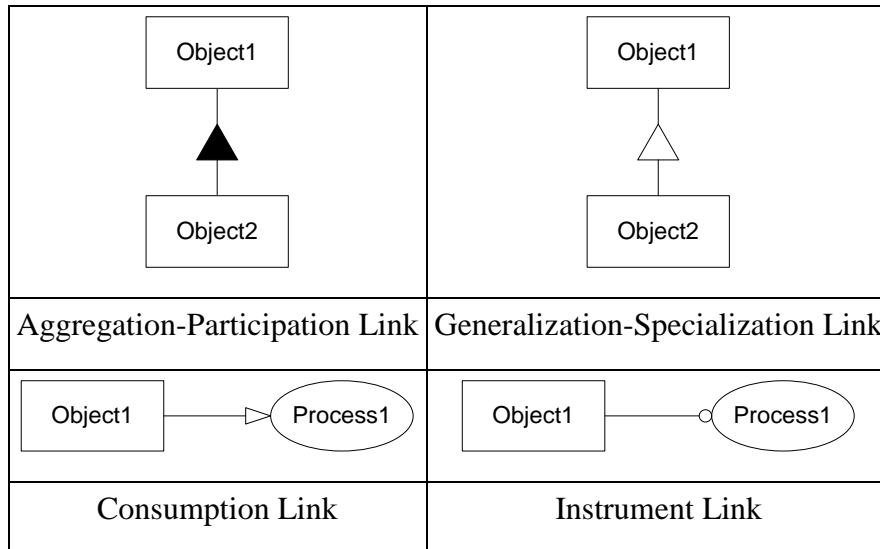 Object1
Object2
Object1
Object2
Aggregation-Participation Link
Generalization-Specialization Link
Object1
Process1
Object1
Process1
Consumption Link
Instrument Link